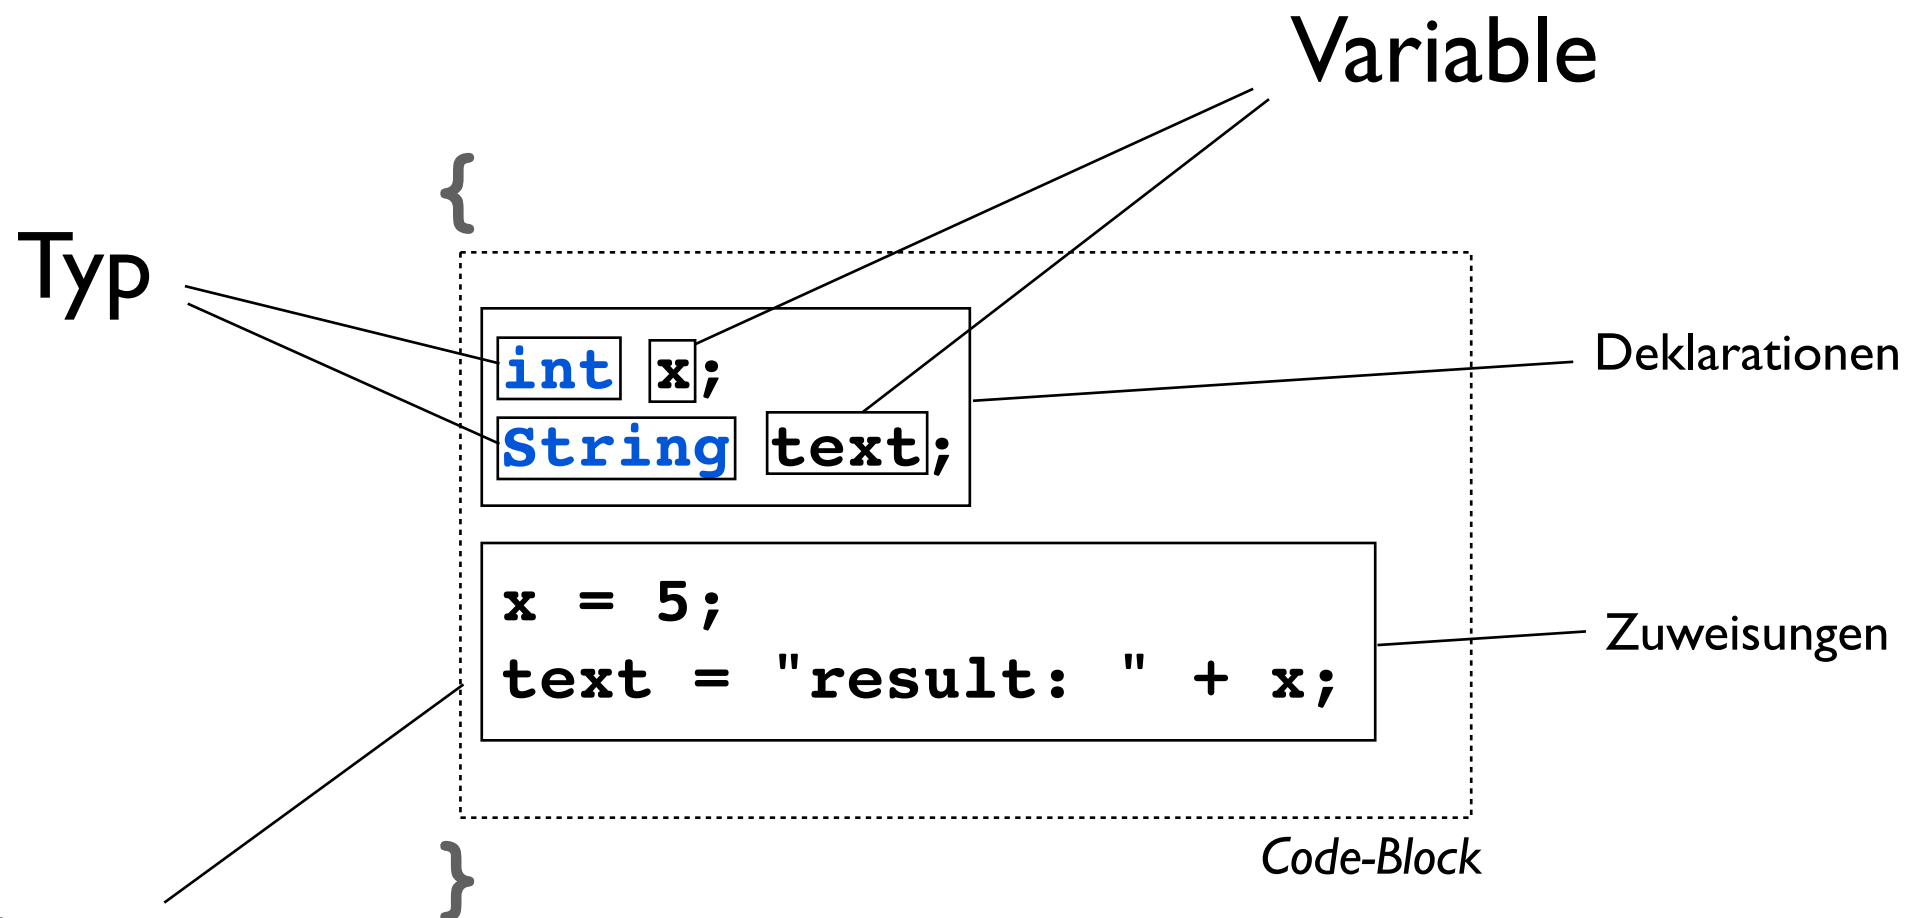 Variable
{
Typ
int x;
String text;
Deklarationen
x = 5;
text = "result: " + x;
Zuweisungen
Code-Block
}